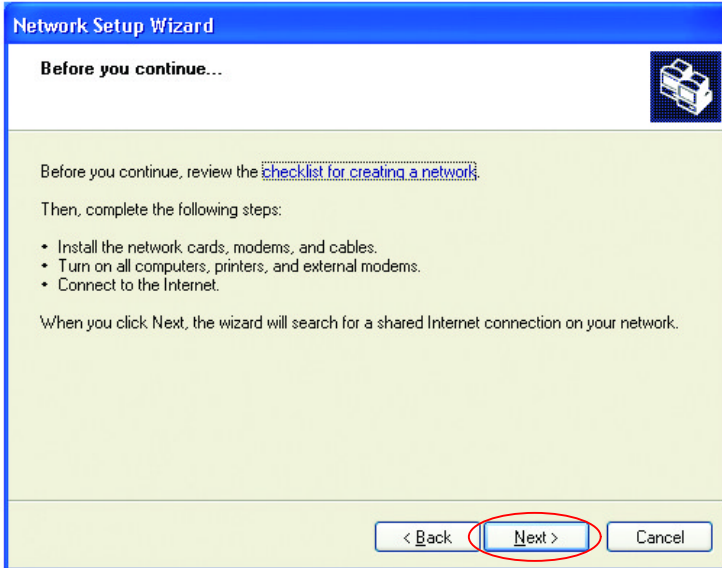 Network Setup Wizard
Before you continue...
Before you continue, review the checklist for creating a network.
Then, complete the following steps:
• Install the network cards, modems, and cables.
• Turn on all computers, printers, and external modems.
• Connect to the Internet.
When you click Next, the wizard will search for a shared Internet connection on your network.
< Back Next > Cancel